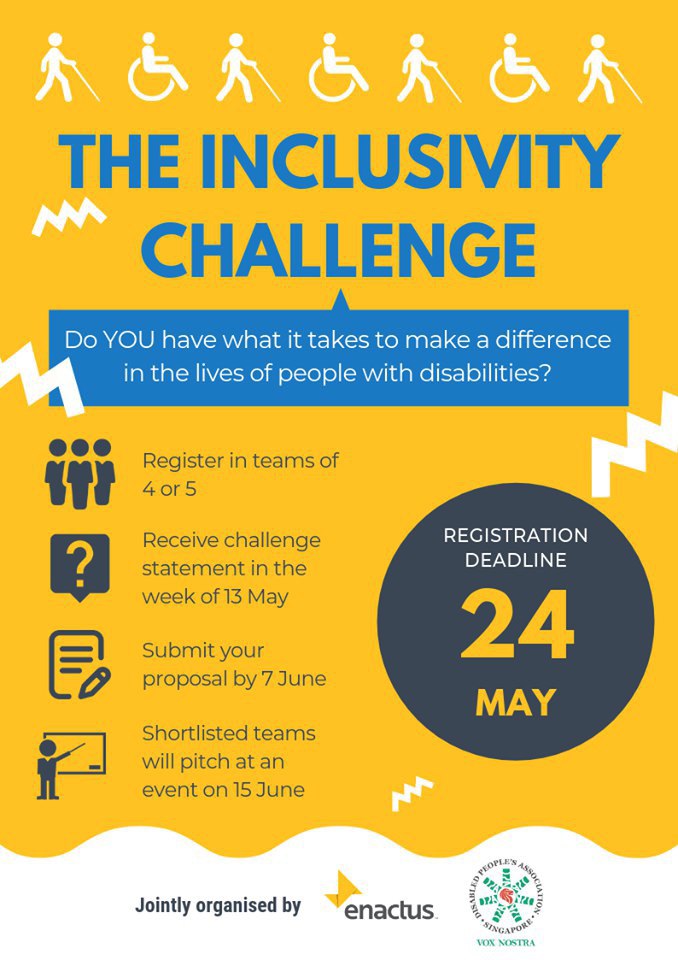 THE INCLUSIVITY
CHALLENGE
Do YOU have what it takes to make a difference
in the lives of people with disabilities?
Register in teams of
4 or 5
Receive challenge
statement in the
week of 13 May
Submit your
proposal by 7 June
Shortlisted teams
will pitch at an
event on 15 June
REGISTRATION
DEADLINE
24
MAY
Jointly organised by
enactus
DISABLED PEOPLE'S ASSOCIATION
• SINGAPORE •
VOX NOSTRA